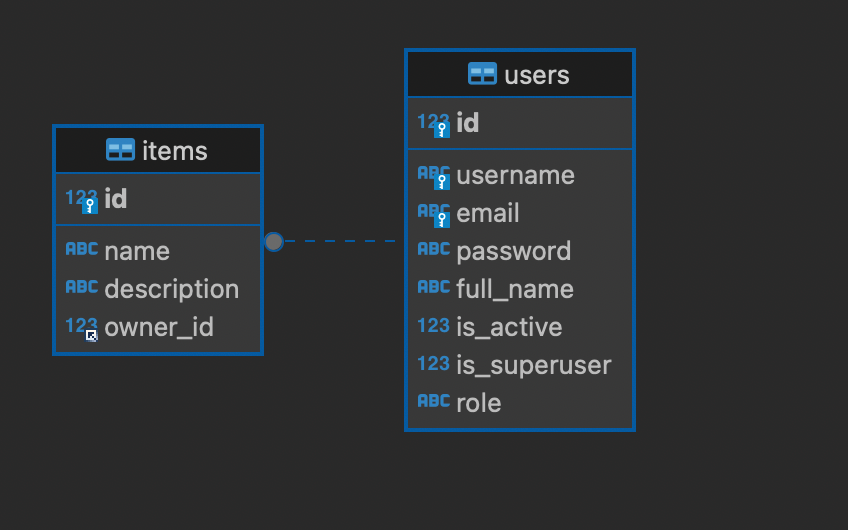 items
123 id
ABC name
ABC description
123 owner_id
users
123 id
ABC username
ABC email
ABC password
ABC full_name
123 is_active
123 is_superuser
ABC role